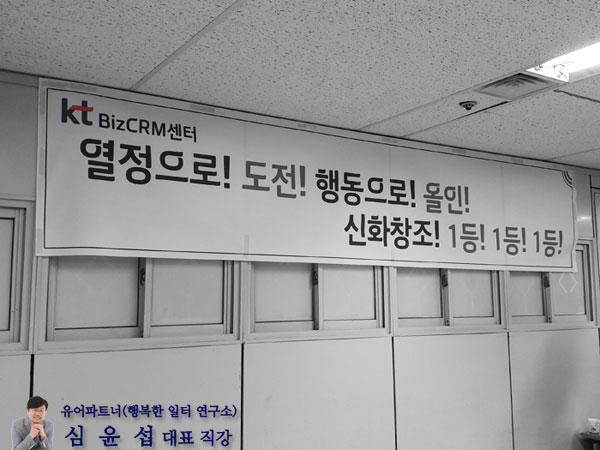 kt BizCRM센터
열정으로! 도전! 행동으로! 올인!
신화창조! 1등! 1등! 1등!
유어파트너(행복한 일터 연구소)
심 윤 섭 대표 직강